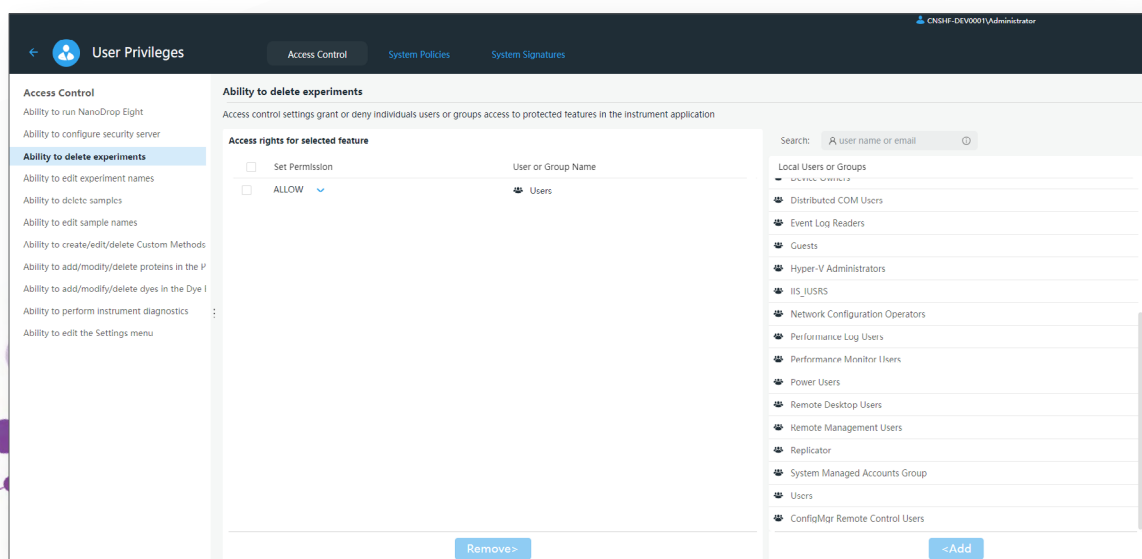 CNSHF-DEV0001\Administrator
User Privileges
Access Control
System Policies
System Signatures
Access Control
Ability to run NanoDrop Eight
Ability to configure security server
Ability to delete experiments
Ability to edit experiment names
Ability to delete samples
Ability to edit sample names
Ability to create/edit/delete Custom Methods
Ability to add/modify/delete proteins in the P
Ability to add/modify/delete dyes in the Dye l
Ability to perform instrument diagnostics
Ability to edit the Settings menu
Ability to delete experiments
Access control settings grant or deny individuals users or groups access to protected features in the instrument application
Access rights for selected feature
Set Permission
User or Group Name
ALLOW
Users
Remove>
Search:
A user name or email
Local Users or Groups
Device Owners
Distributed COM Users
Event Log Readers
Guests
Hyper-V Administrators
IIS_IUSRS
Network Configuration Operators
Performance Log Users
Performance Monitor Users
Power Users
Remote Desktop Users
Remote Management Users
Replicator
System Managed Accounts Group
Users
ConfigMgr Remote Control Users
<Add